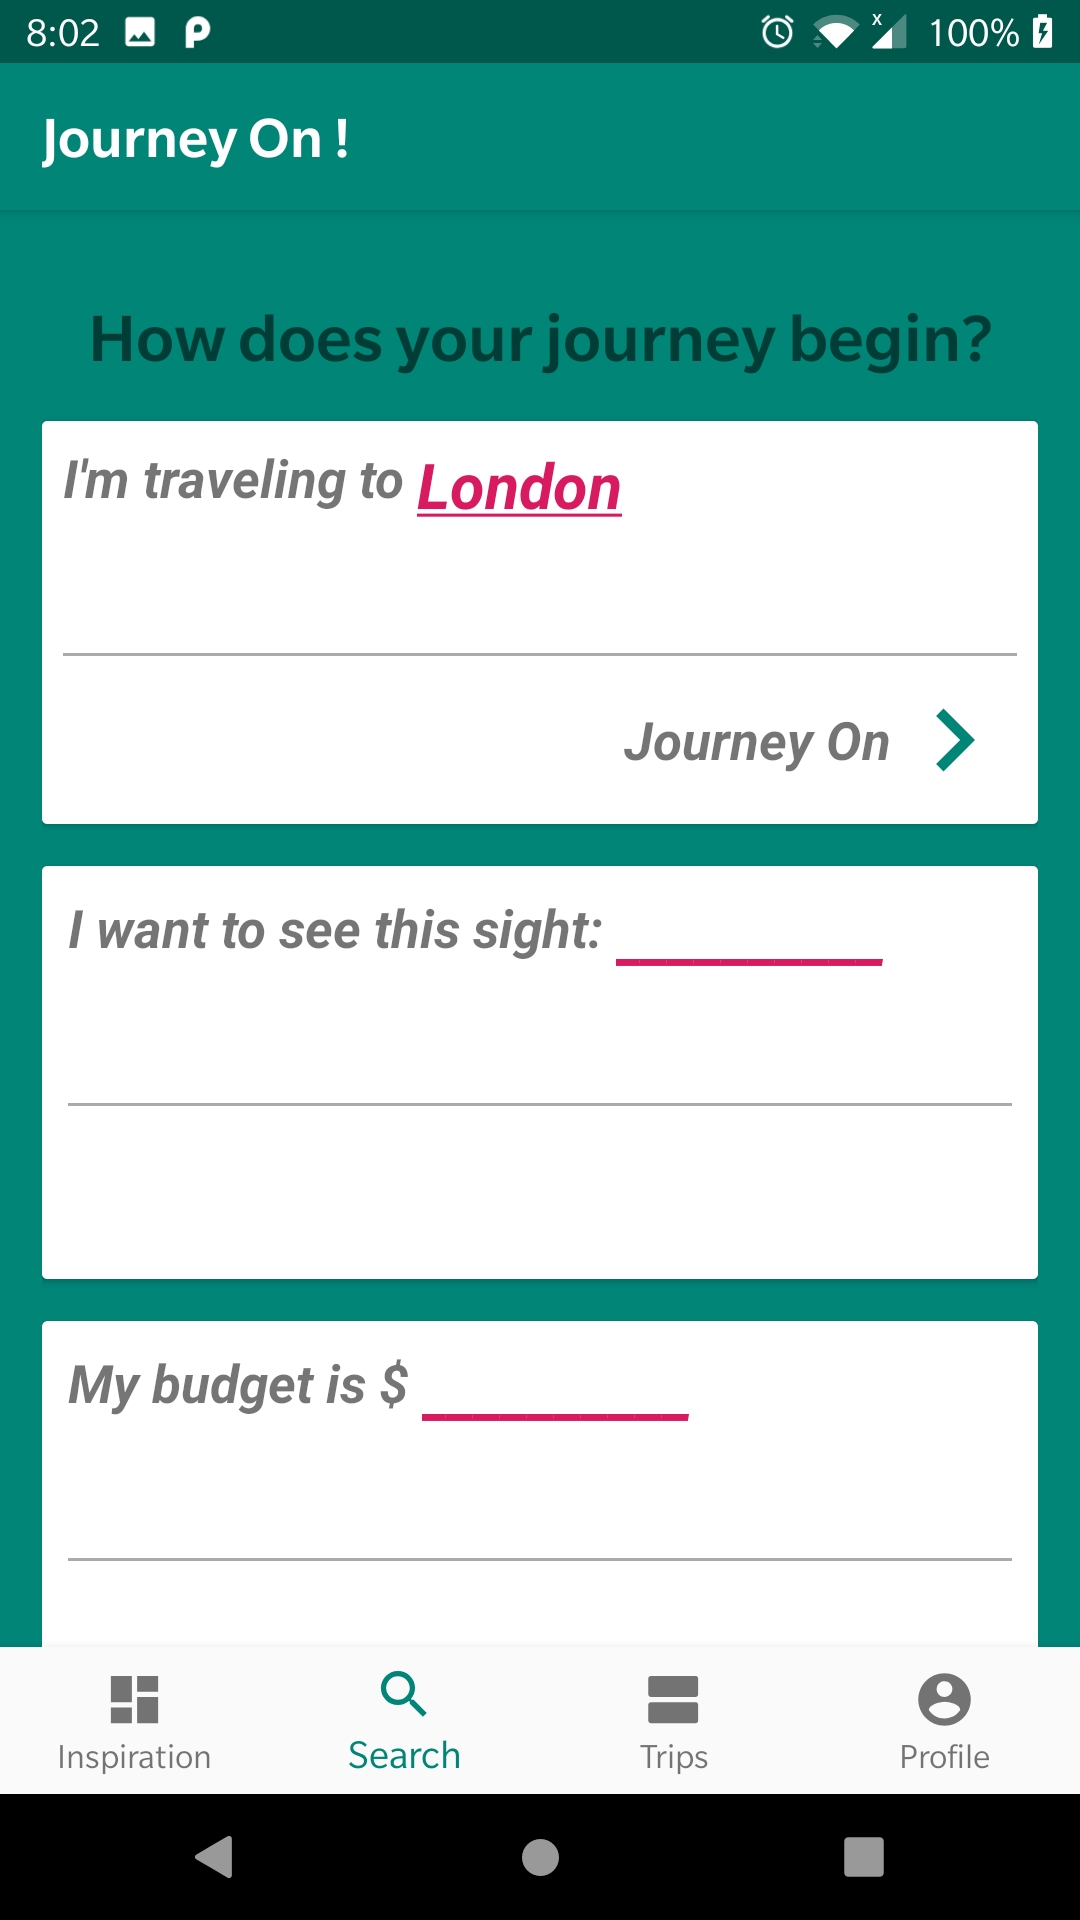 8:02
100%
Journey On !
How does your journey begin?
I'm traveling to London
Journey On
I want to see this sight: __________
My budget is $ __________
Inspiration
Search
Trips
Profile